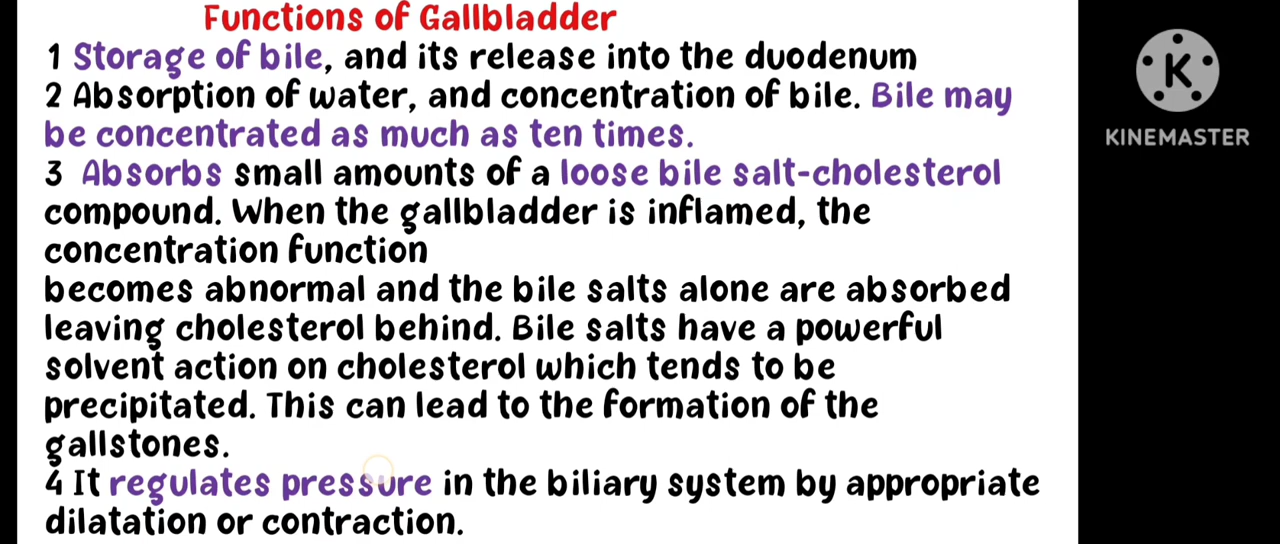 Functions of Gallbladder
1 Storage of bile, and its release into the duodenum
2 Absorption of water, and concentration of bile. Bile may
be concentrated as much as ten times.
3 Absorbs small amounts of a loose bile salt-cholesterol
compound. When the gallbladder is inflamed, the
concentration function
becomes abnormal and the bile salts alone are absorbed
leaving cholesterol behind. Bile salts have a powerful
solvent action on cholesterol which tends to be
precipitated. This can lead to the formation of the
gallstones.
4 It regulates pressure in the biliary system by appropriate
dilatation or contraction.
K
KINEMASTER